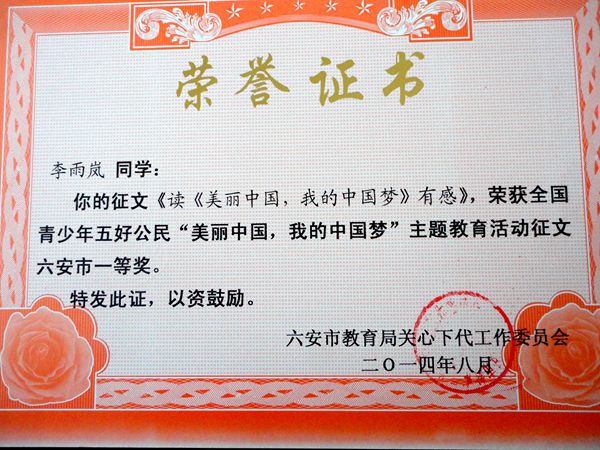 荣誉证书
李雨岚 同学：
你的征文《读《美丽中国，我的中国梦》有感》，荣获全国
青少年五好公民“美丽中国，我的中国梦”主题教育活动征文
六安市一等奖。
特发此证，以资鼓励。
六安市教育局关心下代工作委员会
二〇一四年八月